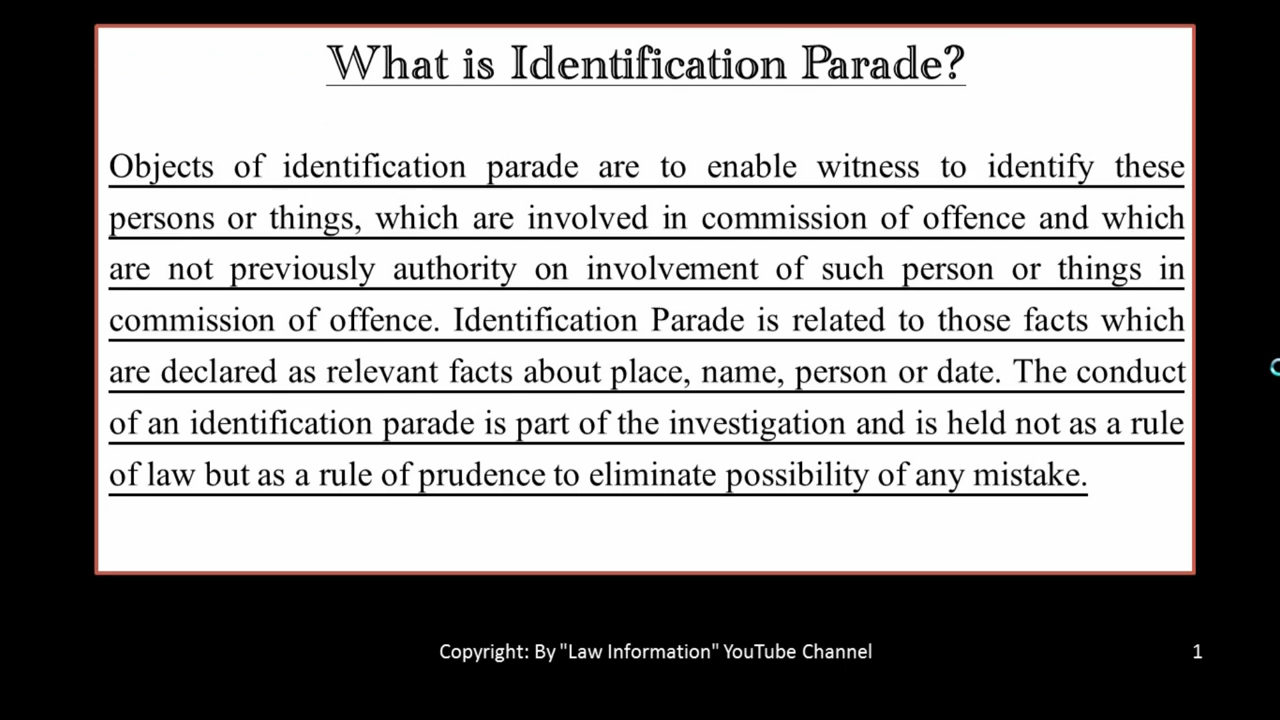 What is Identification Parade?
Objects of identification parade are to enable witness to identify these
persons or things, which are involved in commission of offence and which
are not previously authority on involvement of such person or things in
commission of offence. Identification Parade is related to those facts which
are declared as relevant facts about place, name, person or date. The conduct
of an identification parade is part of the investigation and is held not as a rule
of law but as a rule of prudence to eliminate possibility of any mistake.
Copyright: By "Law Information" YouTube Channel
1